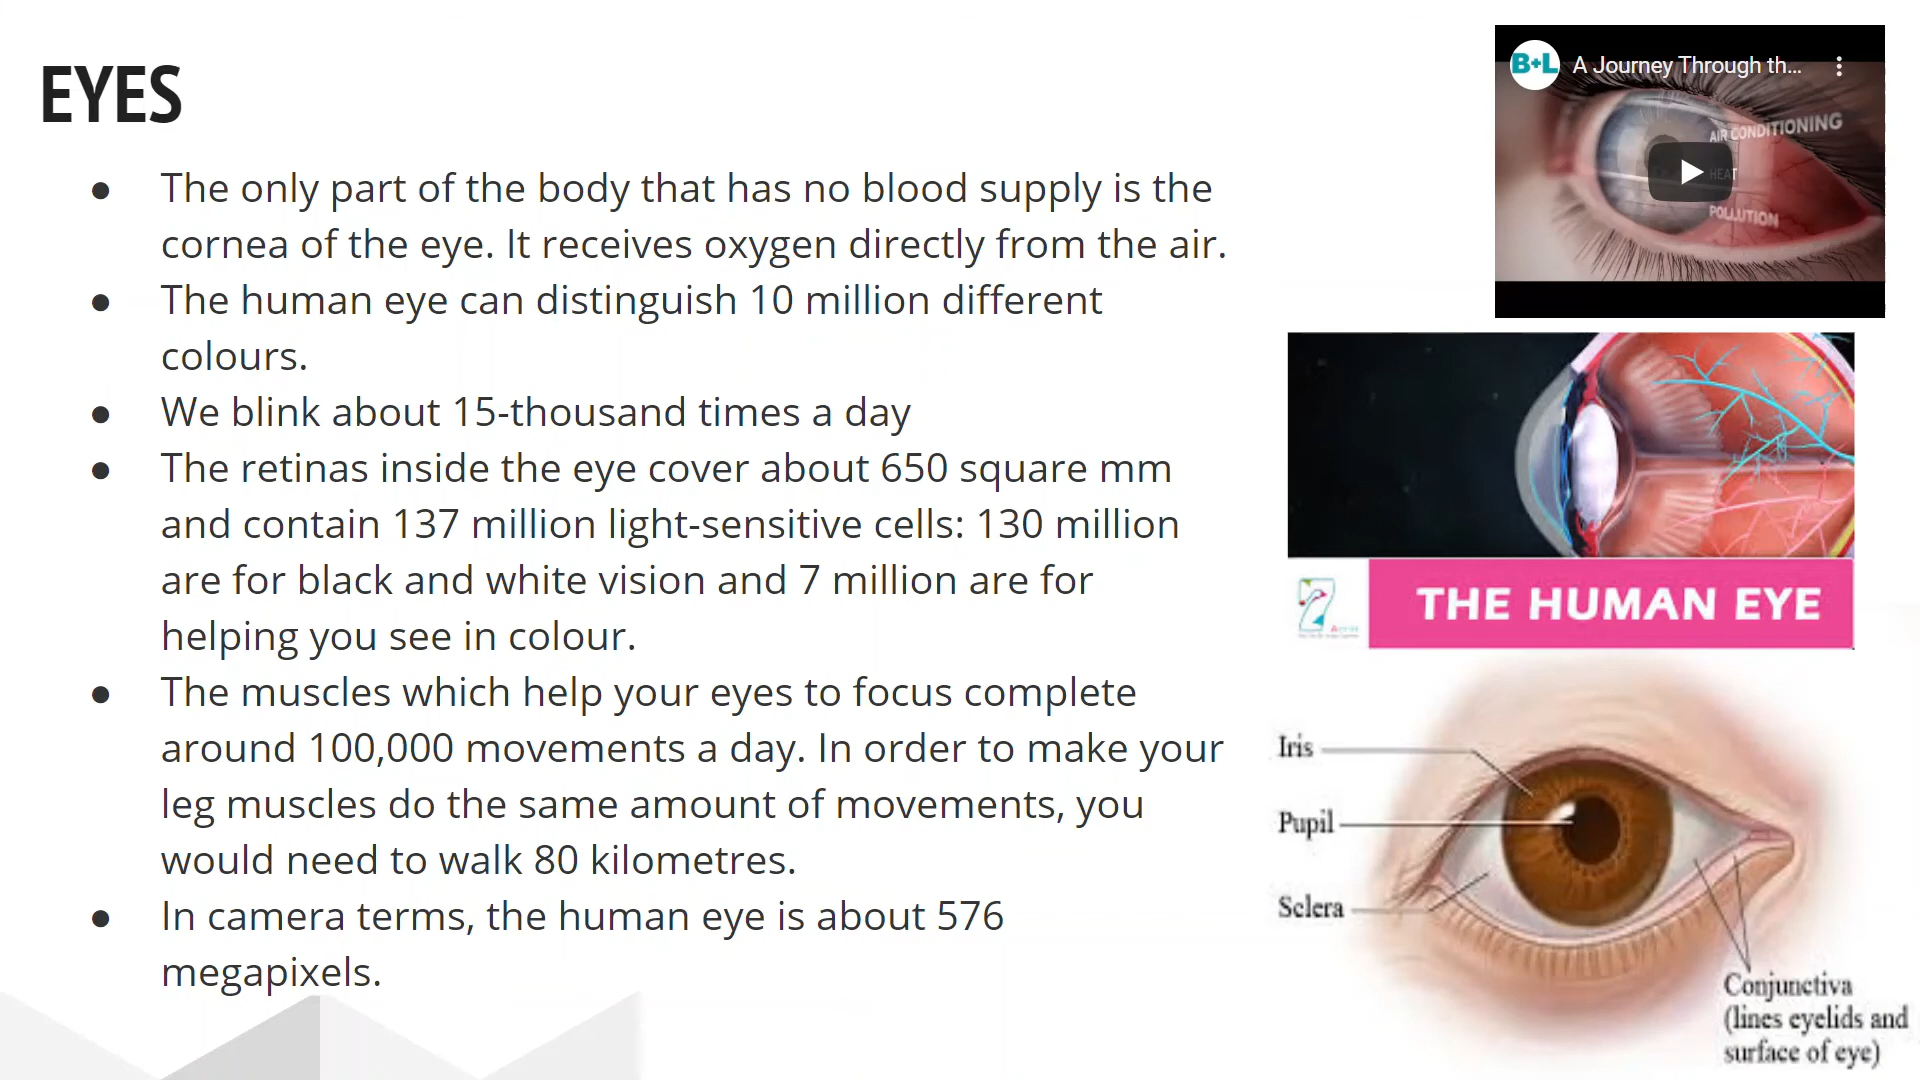 EYES
● The only part of the body that has no blood supply is the
cornea of the eye. It receives oxygen directly from the air.
● The human eye can distinguish 10 million different
colours.
● We blink about 15-thousand times a day
● The retinas inside the eye cover about 650 square mm
and contain 137 million light-sensitive cells: 130 million
are for black and white vision and 7 million are for
helping you see in colour.
● The muscles which help your eyes to focus complete
around 100,000 movements a day. In order to make your
leg muscles do the same amount of movements, you
would need to walk 80 kilometres.
● In camera terms, the human eye is about 576
megapixels.
B+L
A Journey Through th...
AIR CONDITIONING
HEAT
POLLUTION
THE HUMAN EYE
Iris
Pupil
Sclera
Conjunctiva
(lines eyelids and
surface of eye)